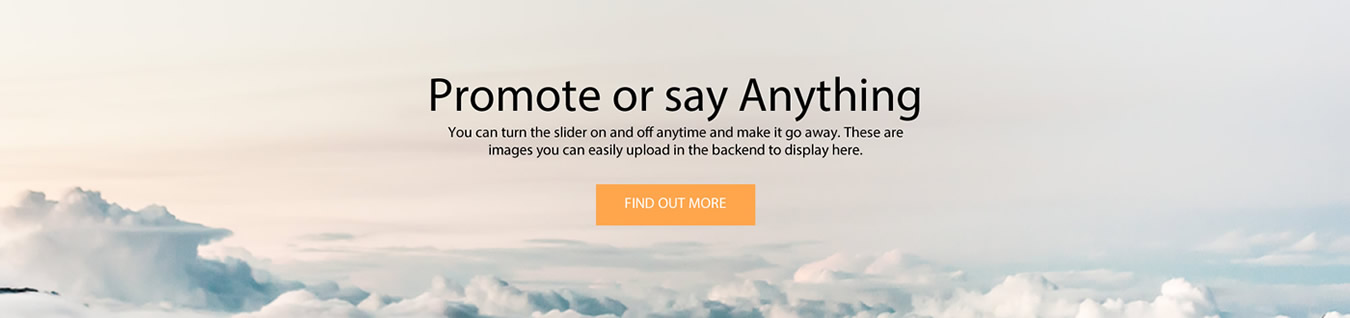 Promote or say Anything
You can turn the slider on and off anytime and make it go away. These are
images you can easily upload in the backend to display here.
FIND OUT MORE